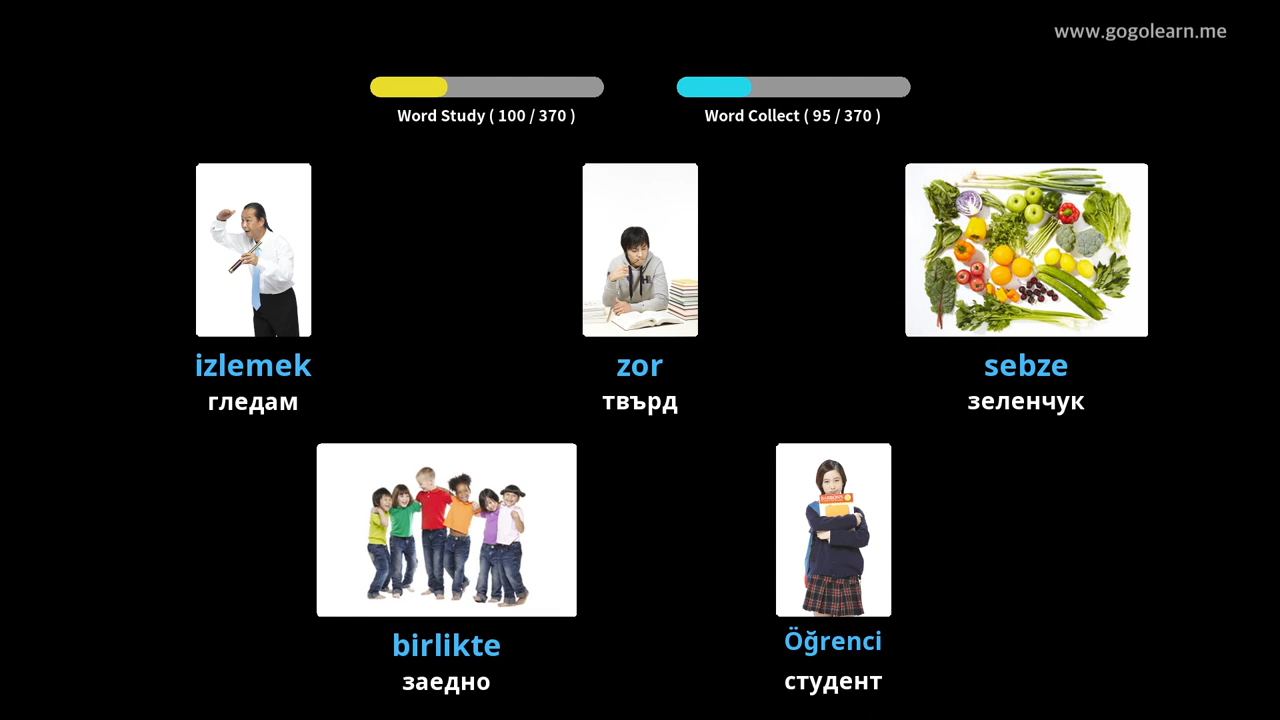 www.gogolearn.me
Word Study ( 100 / 370 )
Word Collect ( 95 / 370 )
izlemek
гледам
zor
твърд
sebze
зеленчук
birlikte
заедно
Öğrenci
студент